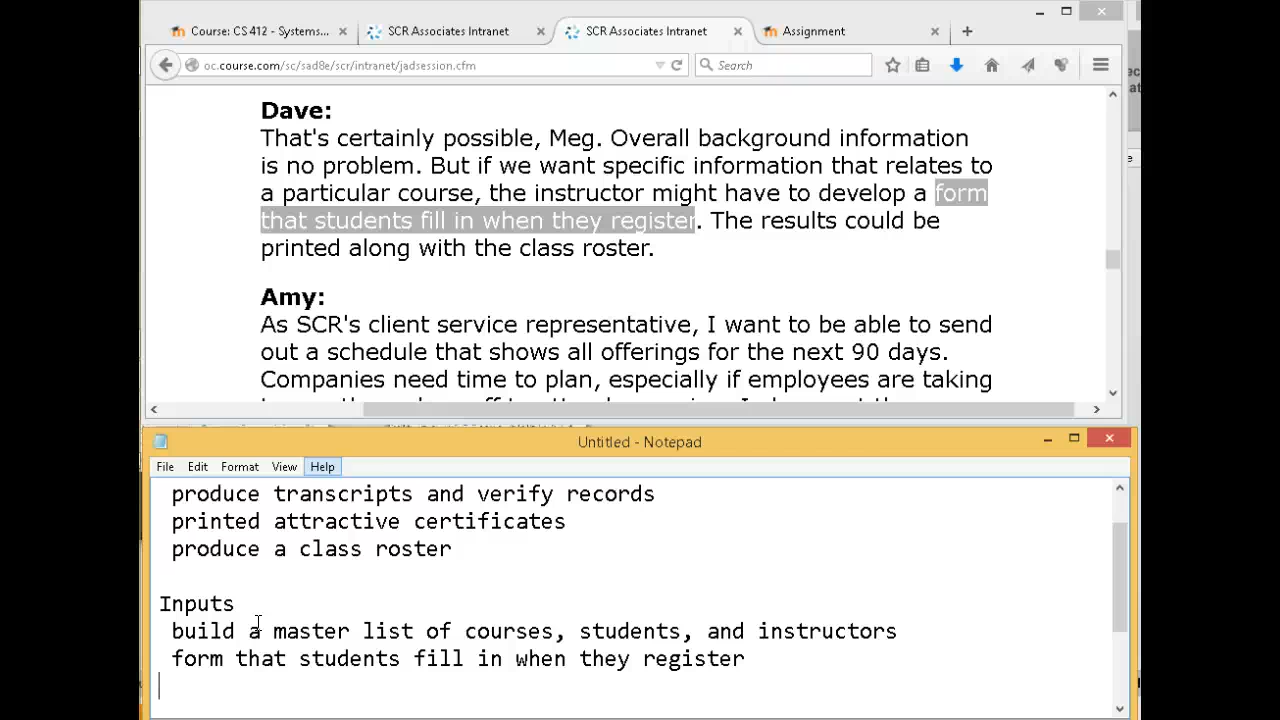 Course: CS 412 - Systems...
SCR Associates Intranet
SCR Associates Intranet
Assignment
oc.course.com/sc/sad8e/scr/intranet/jadsession.cfm
Search
Dave:
That's certainly possible, Meg. Overall background information
is no problem. But if we want specific information that relates to
a particular course, the instructor might have to develop a form
that students fill in when they register. The results could be
printed along with the class roster.
Amy:
As SCR's client service representative, I want to be able to send
out a schedule that shows all offerings for the next 90 days.
Companies need time to plan, especially if employees are taking
Untitled - Notepad
File Edit Format View Help
produce transcripts and verify records
printed attractive certificates
produce a class roster
Inputs
build a master list of courses, students, and instructors
form that students fill in when they register